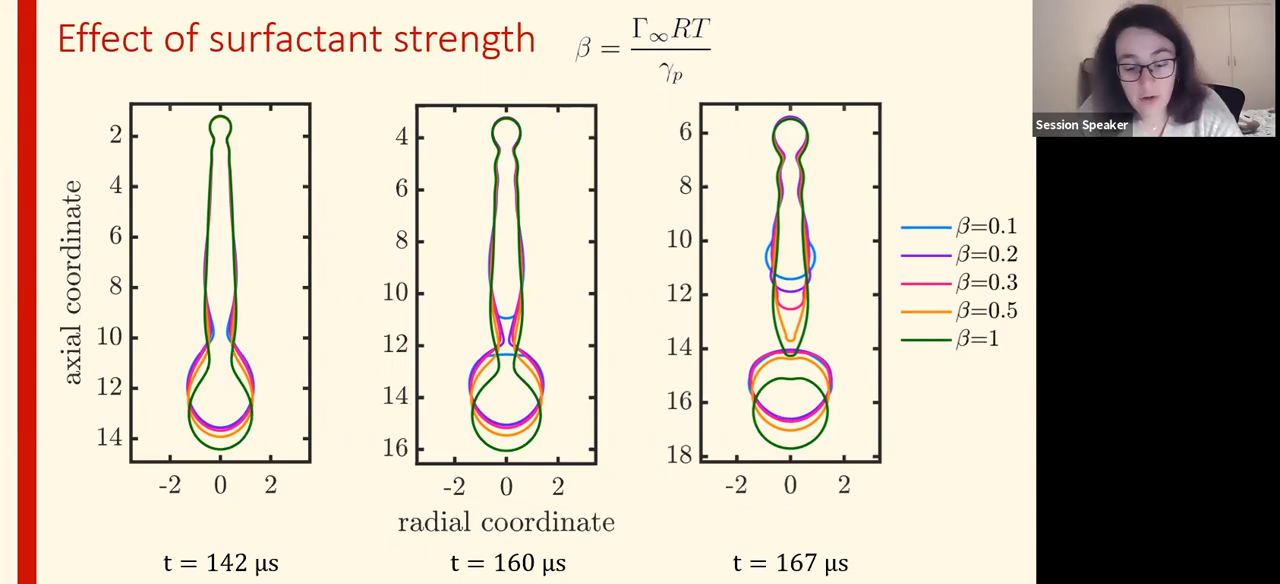 Effect of surfactant strength
β = Γ∞RT / γp
Session Speaker
axial coordinate
2
4
6
8
10
12
14
-2 0 2
4
6
8
10
12
14
16
-2 0 2
6
8
10
12
14
16
18
-2 0 2
β=0.1
β=0.2
β=0.3
β=0.5
β=1
radial coordinate
t = 142 μs
t = 160 μs
t = 167 μs